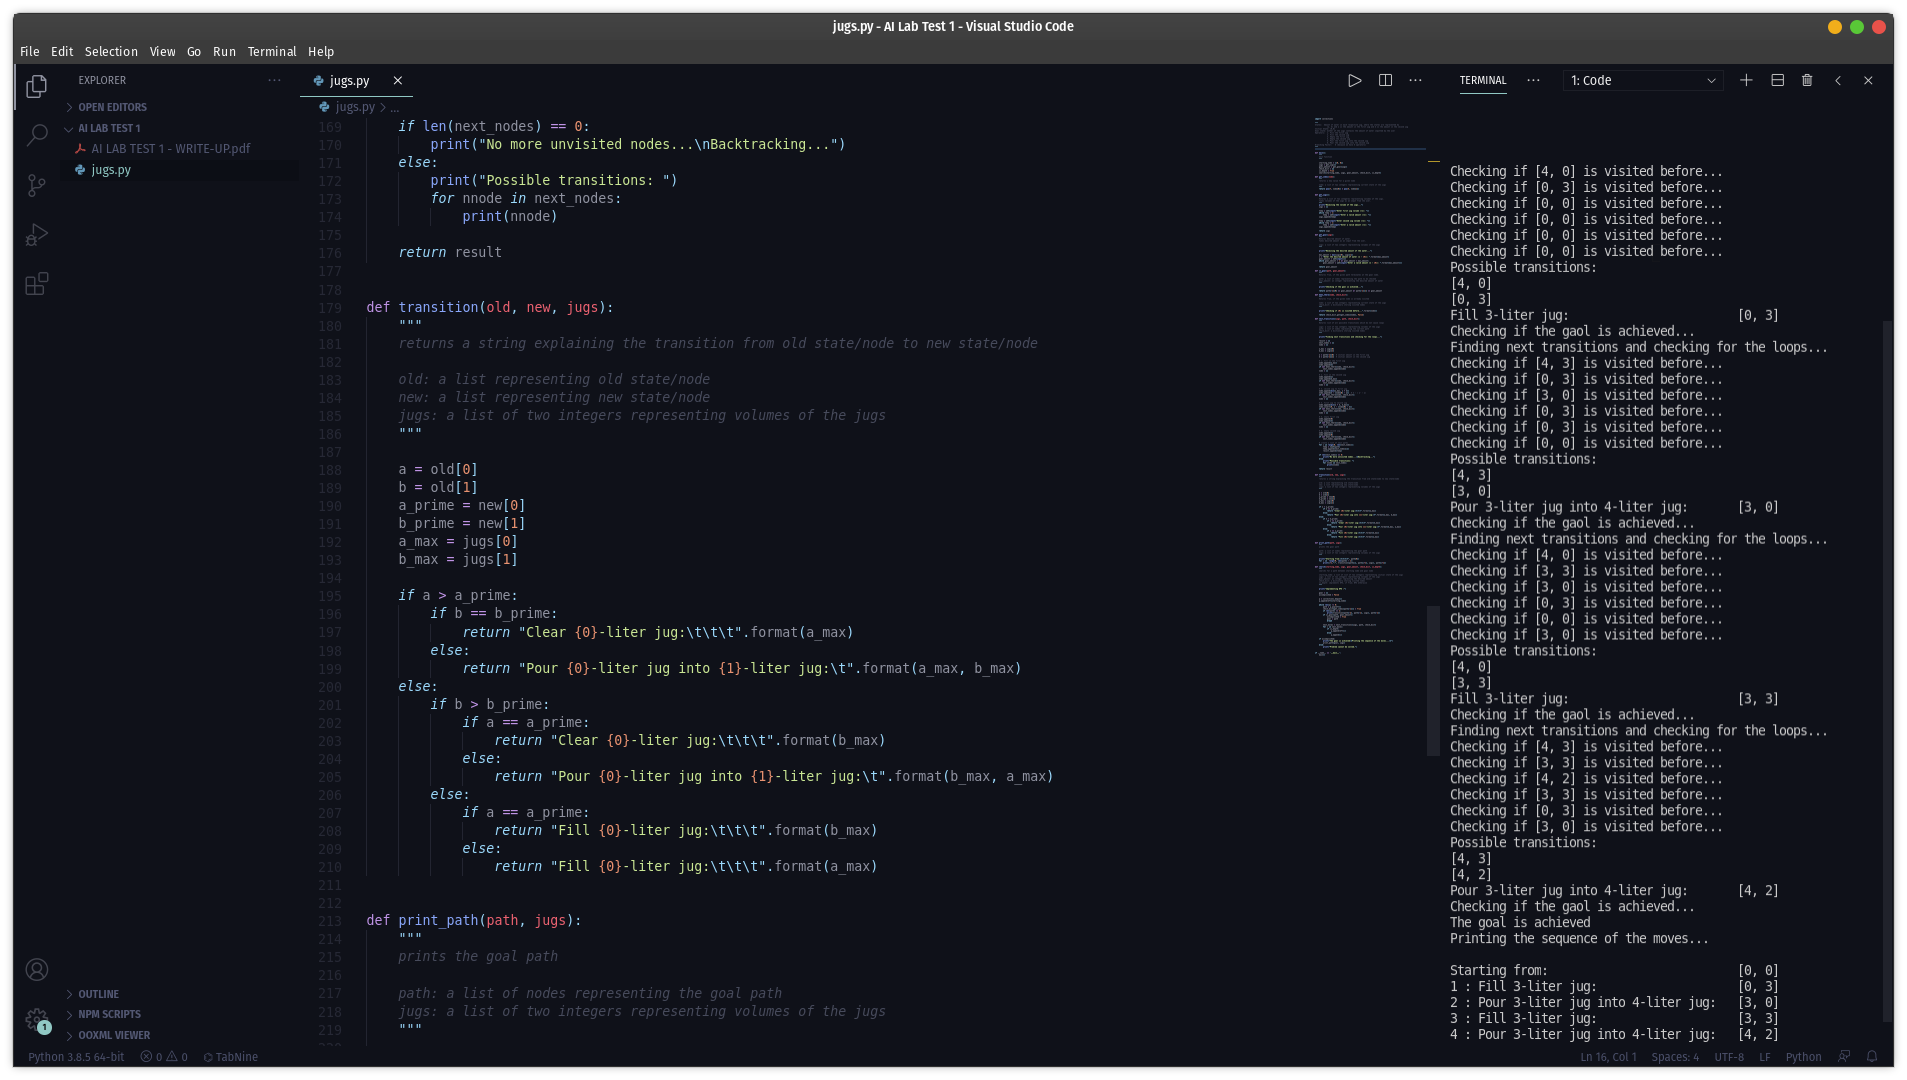 jugs.py - AI Lab Test 1 - Visual Studio Code
File Edit Selection View Go Run Terminal Help
EXPLORER
OPEN EDITORS
AI LAB TEST 1
AI LAB TEST 1 - WRITE-UP.pdf
jugs.py
OUTLINE
NPM SCRIPTS
OOXML VIEWER
1
jugs.py
jugs.py > ...
169 if len(next_nodes) == 0:
170 print("No more unvisited nodes...\nBacktracking...")
171 else:
172 print("Possible transitions: ")
173 for nnode in next_nodes:
174 print(nnode)
175
176 return result
177
178
179 def transition(old, new, jugs):
180 """
181 returns a string explaining the transition from old state/node to new state/node
182
183 old: a list representing old state/node
184 new: a list representing new state/node
185 jugs: a list of two integers representing volumes of the jugs
186 """
187
188 a = old[0]
189 b = old[1]
190 a_prime = new[0]
191 b_prime = new[1]
192 a_max = jugs[0]
193 b_max = jugs[1]
194
195 if a > a_prime:
196 if b == b_prime:
197 return "Clear {0}-liter jug:\t\t\t".format(a_max)
198 else:
199 return "Pour {0}-liter jug into {1}-liter jug:\t".format(a_max, b_max)
200 else:
201 if b > b_prime:
202 if a == a_prime:
203 return "Clear {0}-liter jug:\t\t\t".format(b_max)
204 else:
205 return "Pour {0}-liter jug into {1}-liter jug:\t".format(b_max, a_max)
206 else:
207 if a == a_prime:
208 return "Fill {0}-liter jug:\t\t\t".format(b_max)
209 else:
210 return "Fill {0}-liter jug:\t\t\t".format(a_max)
211
212
213 def print_path(path, jugs):
214 """
215 prints the goal path
216
217 path: a list of nodes representing the goal path
218 jugs: a list of two integers representing volumes of the jugs
219 """
TERMINAL
1: Code
Checking if [4, 0] is visited before...
Checking if [0, 3] is visited before...
Checking if [0, 0] is visited before...
Checking if [0, 0] is visited before...
Checking if [0, 0] is visited before...
Checking if [0, 0] is visited before...
Possible transitions:
[4, 0]
[0, 3]
Fill 3-liter jug: [0, 3]
Checking if the gaol is achieved...
Finding next transitions and checking for the loops...
Checking if [4, 3] is visited before...
Checking if [0, 3] is visited before...
Checking if [3, 0] is visited before...
Checking if [0, 3] is visited before...
Checking if [0, 3] is visited before...
Checking if [0, 0] is visited before...
Possible transitions:
[4, 3]
[3, 0]
Pour 3-liter jug into 4-liter jug: [3, 0]
Checking if the gaol is achieved...
Finding next transitions and checking for the loops...
Checking if [4, 0] is visited before...
Checking if [3, 3] is visited before...
Checking if [3, 0] is visited before...
Checking if [0, 3] is visited before...
Checking if [0, 0] is visited before...
Checking if [3, 0] is visited before...
Possible transitions:
[4, 0]
[3, 3]
Fill 3-liter jug: [3, 3]
Checking if the gaol is achieved...
Finding next transitions and checking for the loops...
Checking if [4, 3] is visited before...
Checking if [3, 3] is visited before...
Checking if [4, 2] is visited before...
Checking if [3, 3] is visited before...
Checking if [0, 3] is visited before...
Checking if [3, 0] is visited before...
Possible transitions:
[4, 3]
[4, 2]
Pour 3-liter jug into 4-liter jug: [4, 2]
Checking if the gaol is achieved...
The goal is achieved
Printing the sequence of the moves...
Starting from: [0, 0]
1 : Fill 3-liter jug: [0, 3]
2 : Pour 3-liter jug into 4-liter jug: [3, 0]
3 : Fill 3-liter jug: [3, 3]
4 : Pour 3-liter jug into 4-liter jug: [4, 2]
Python 3.8.5 64-bit 0 0 TabNine
Ln 16, Col 1 Spaces: 4 UTF-8 LF Python